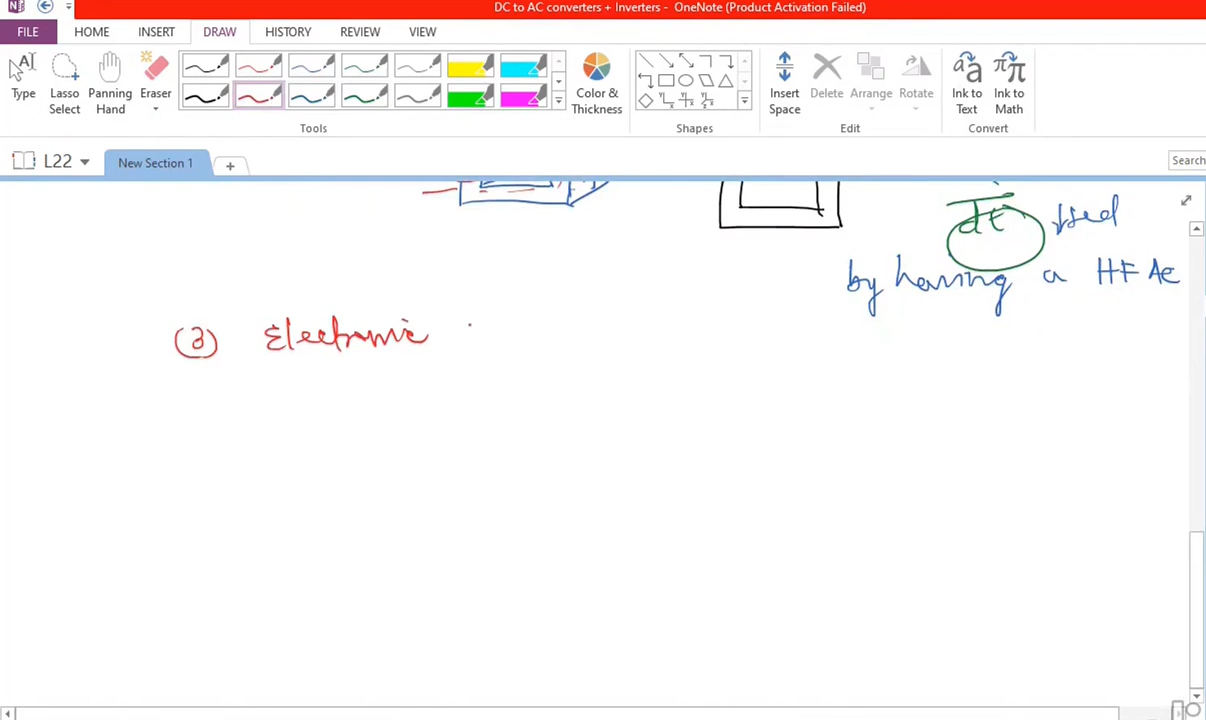 DC to AC converters + Inverters - OneNote (Product Activation Failed)
FILE HOME INSERT DRAW HISTORY REVIEW VIEW
Type Lasso Select Panning Hand Eraser Color & Thickness Insert Space Delete Arrange Rotate Ink to Text Ink to Math
Tools Shapes Edit Convert
L22 New Section 1 + Search
dt
by having a HF AC
(3) Electronic